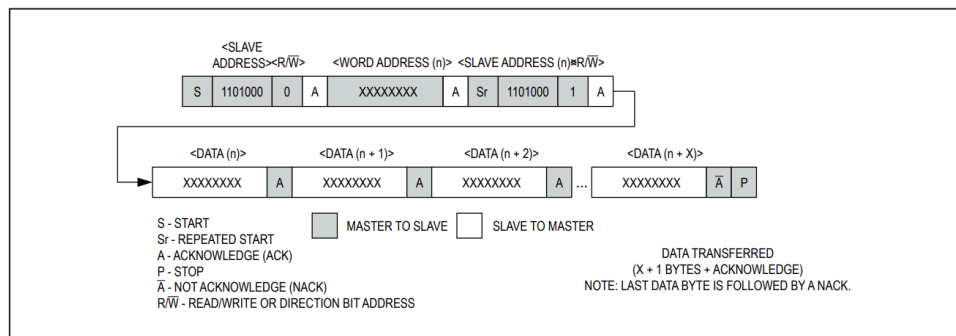 <SLAVE
ADDRESS><R/W̅> <WORD ADDRESS (n)> <SLAVE ADDRESS (n)><R/W̅>
S 1101000 0 A XXXXXXXX A Sr 1101000 1 A
<DATA (n)> <DATA (n + 1)> <DATA (n + 2)> <DATA (n + X)>
XXXXXXXX A XXXXXXXX A XXXXXXXX A ... XXXXXXXX A̅ P
S - START
Sr - REPEATED START
A - ACKNOWLEDGE (ACK)
P - STOP
A̅ - NOT ACKNOWLEDGE (NACK)
R/W̅ - READ/WRITE OR DIRECTION BIT ADDRESS
MASTER TO SLAVE SLAVE TO MASTER
DATA TRANSFERRED
(X + 1 BYTES + ACKNOWLEDGE)
NOTE: LAST DATA BYTE IS FOLLOWED BY A NACK.